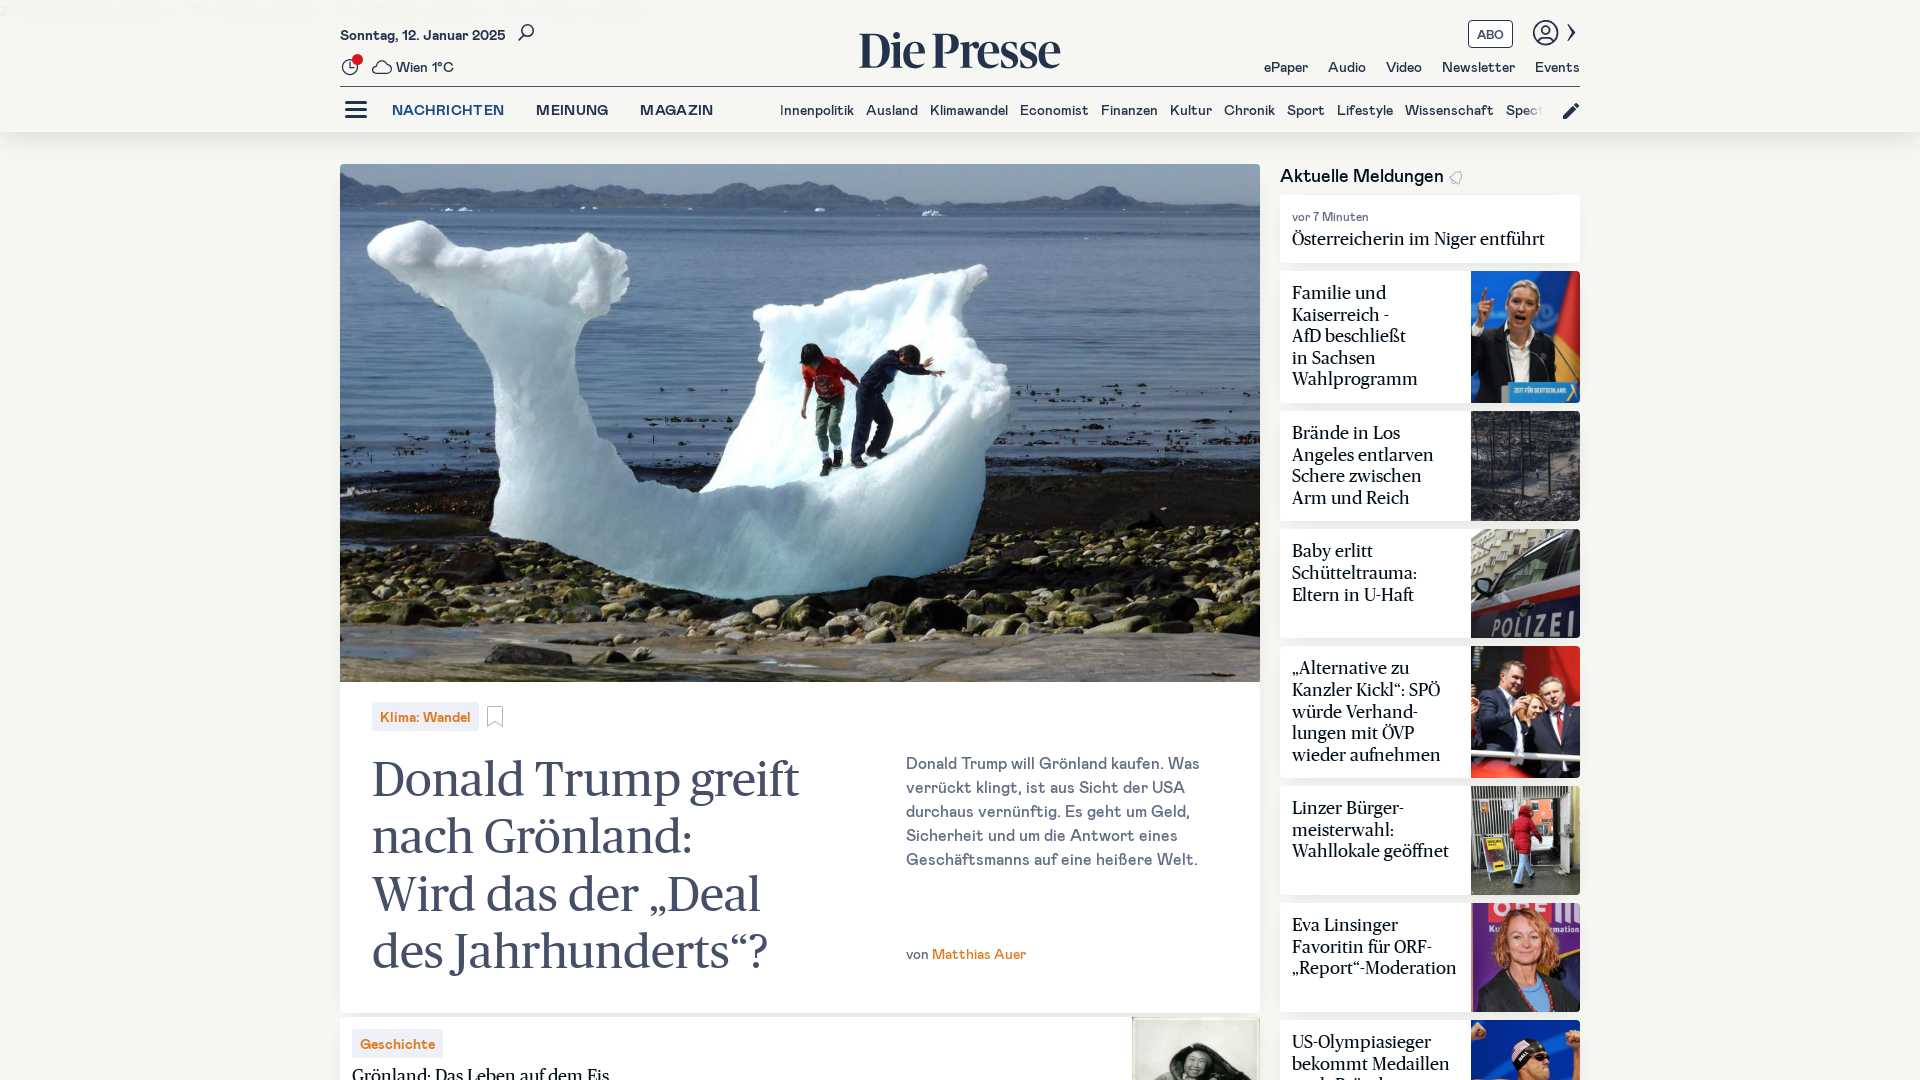 Sonntag, 12. Januar 2025
Wien 1°C
Die Presse
ABO
ePaper Audio Video Newsletter Events
NACHRICHTEN MEINUNG MAGAZIN
Innenpolitik Ausland Klimawandel Economist Finanzen Kultur Chronik Sport Lifestyle Wissenschaft
Klima: Wandel
Donald Trump greift
nach Grönland:
Wird das der „Deal
des Jahrhunderts“?
Donald Trump will Grönland kaufen. Was
verrückt klingt, ist aus Sicht der USA
durchaus vernünftig. Es geht um Geld,
Sicherheit und um die Antwort eines
Geschäftsmanns auf eine heißere Welt.
von Matthias Auer
Geschichte
Grönland: Das Leben auf dem Eis
Aktuelle Meldungen
vor 7 Minuten
Österreicherin im Niger entführt
Familie und
Kaiserreich -
AfD beschließt
in Sachsen
Wahlprogramm
ZEIT FÜR DEUTSCHLAND.
Brände in Los
Angeles entlarven
Schere zwischen
Arm und Reich
Baby erlitt
Schütteltrauma:
Eltern in U-Haft
POLIZEI
„Alternative zu
Kanzler Kickl“: SPÖ
würde Verhand-
lungen mit ÖVP
wieder aufnehmen
Linzer Bürger-
meisterwahl:
Wahllokale geöffnet
Eva Linsinger
Favoritin für ORF-
„Report“-Moderation
US-Olympiasieger
bekommt Medaillen